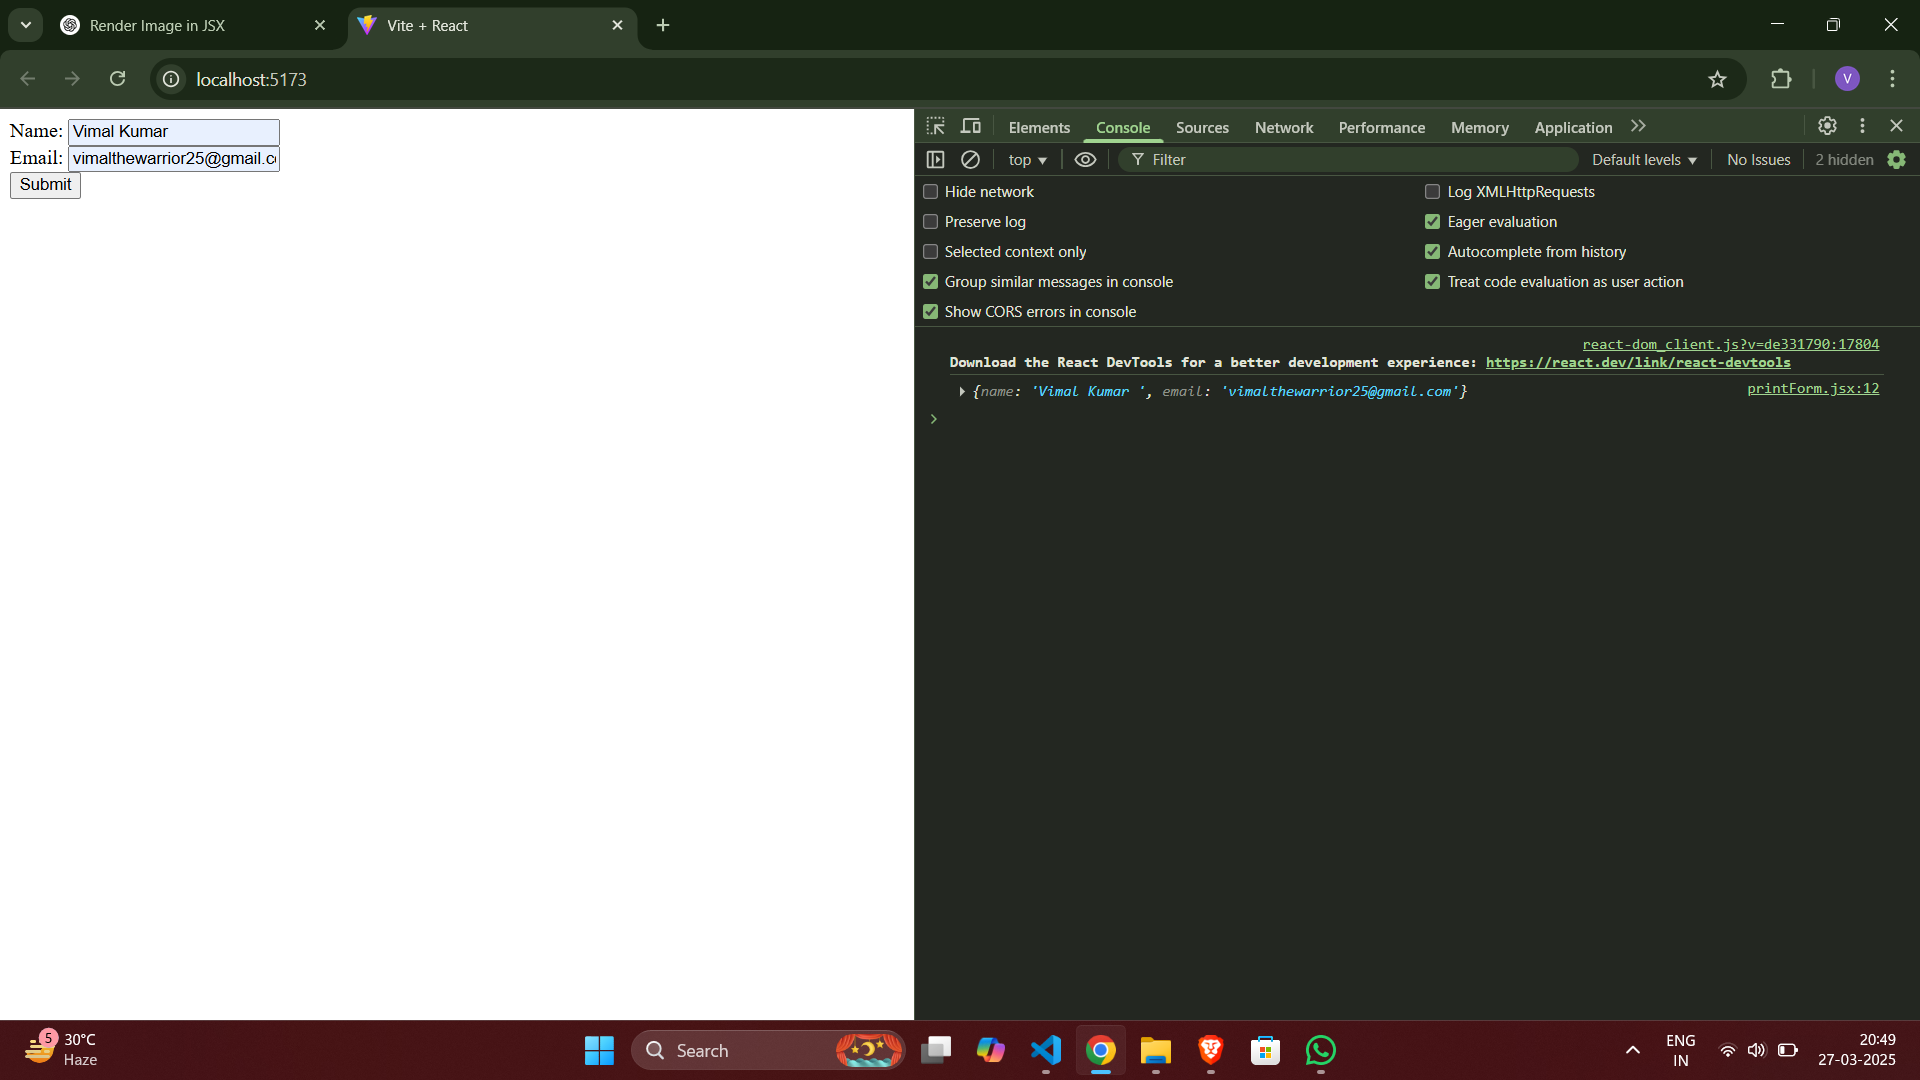 Render Image in JSX
Vite + React
localhost:5173
V
Name: Vimal Kumar
Email: vimalthewarrior25@gmail.c
Submit
Elements Console Sources Network Performance Memory Application
top Filter Default levels No Issues 2 hidden
Hide network Log XMLHttpRequests
Preserve log Eager evaluation
Selected context only Autocomplete from history
Group similar messages in console Treat code evaluation as user action
Show CORS errors in console
react-dom_client.js?v=de331790:17804
Download the React DevTools for a better development experience: https://react.dev/link/react-devtools
{name: 'Vimal Kumar ', email: 'vimalthewarrior25@gmail.com'} printForm.jsx:12
5 30°C
Haze
Search
ENG
IN
20:49
27-03-2025